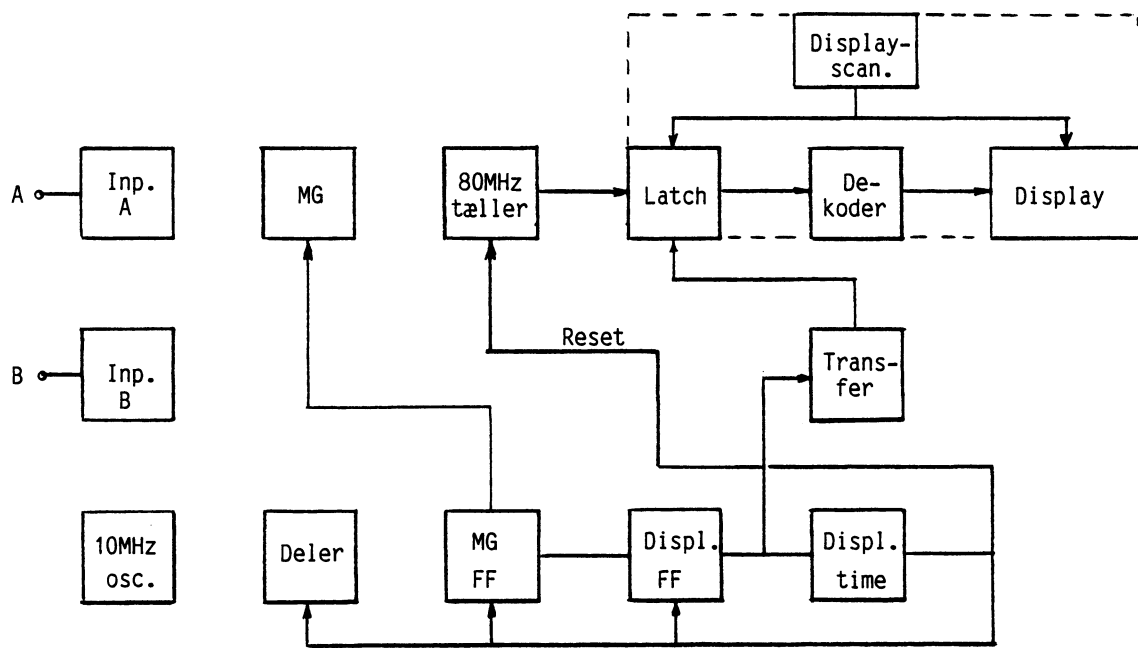 Display-
scan.
A
Inp.
A
MG
80MHz
tæller
Latch
De-
koder
Display
Reset
B
Inp.
B
Trans-
fer
10MHz
osc.
Deler
MG
FF
Displ.
FF
Displ.
time